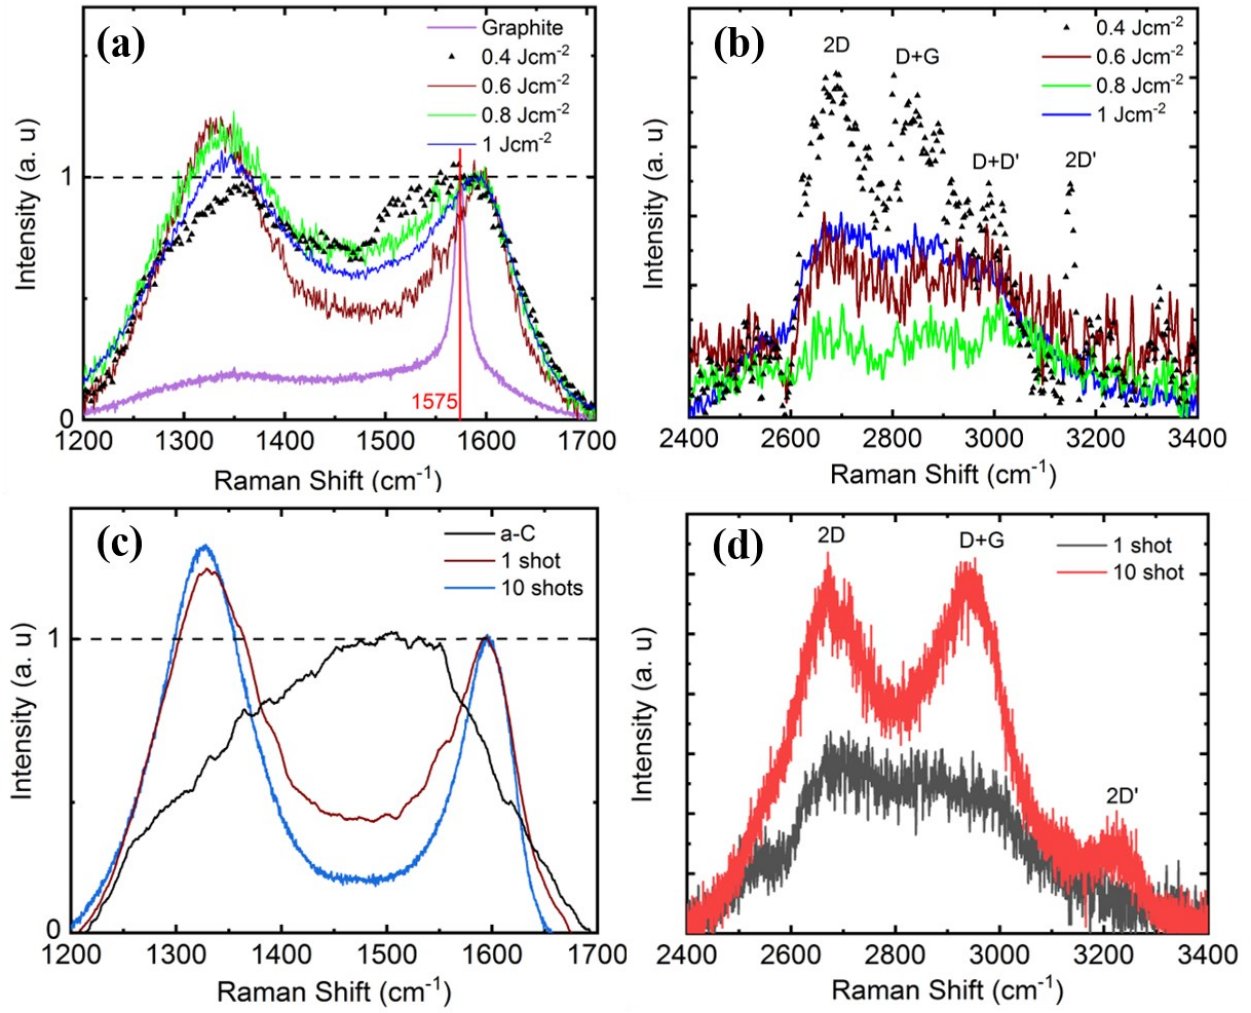 (a)
Graphite
0.4 Jcm-2
0.6 Jcm-2
0.8 Jcm-2
1 Jcm-2
Intensity (a. u)
1
0
1575
1200 1300 1400 1500 1600 1700
Raman Shift (cm-1)
(b)
2D
D+G
D+D'
2D'
0.4 Jcm-2
0.6 Jcm-2
0.8 Jcm-2
1 Jcm-2
Intensity (a. u)
2400 2600 2800 3000 3200 3400
Raman Shift (cm-1)
(c)
a-C
1 shot
10 shots
Intensity (a. u)
1
0
1200 1300 1400 1500 1600 1700
Raman Shift (cm-1)
(d)
2D
D+G
2D'
1 shot
10 shot
Intensity (a. u)
2400 2600 2800 3000 3200 3400
Raman Shift (cm-1)